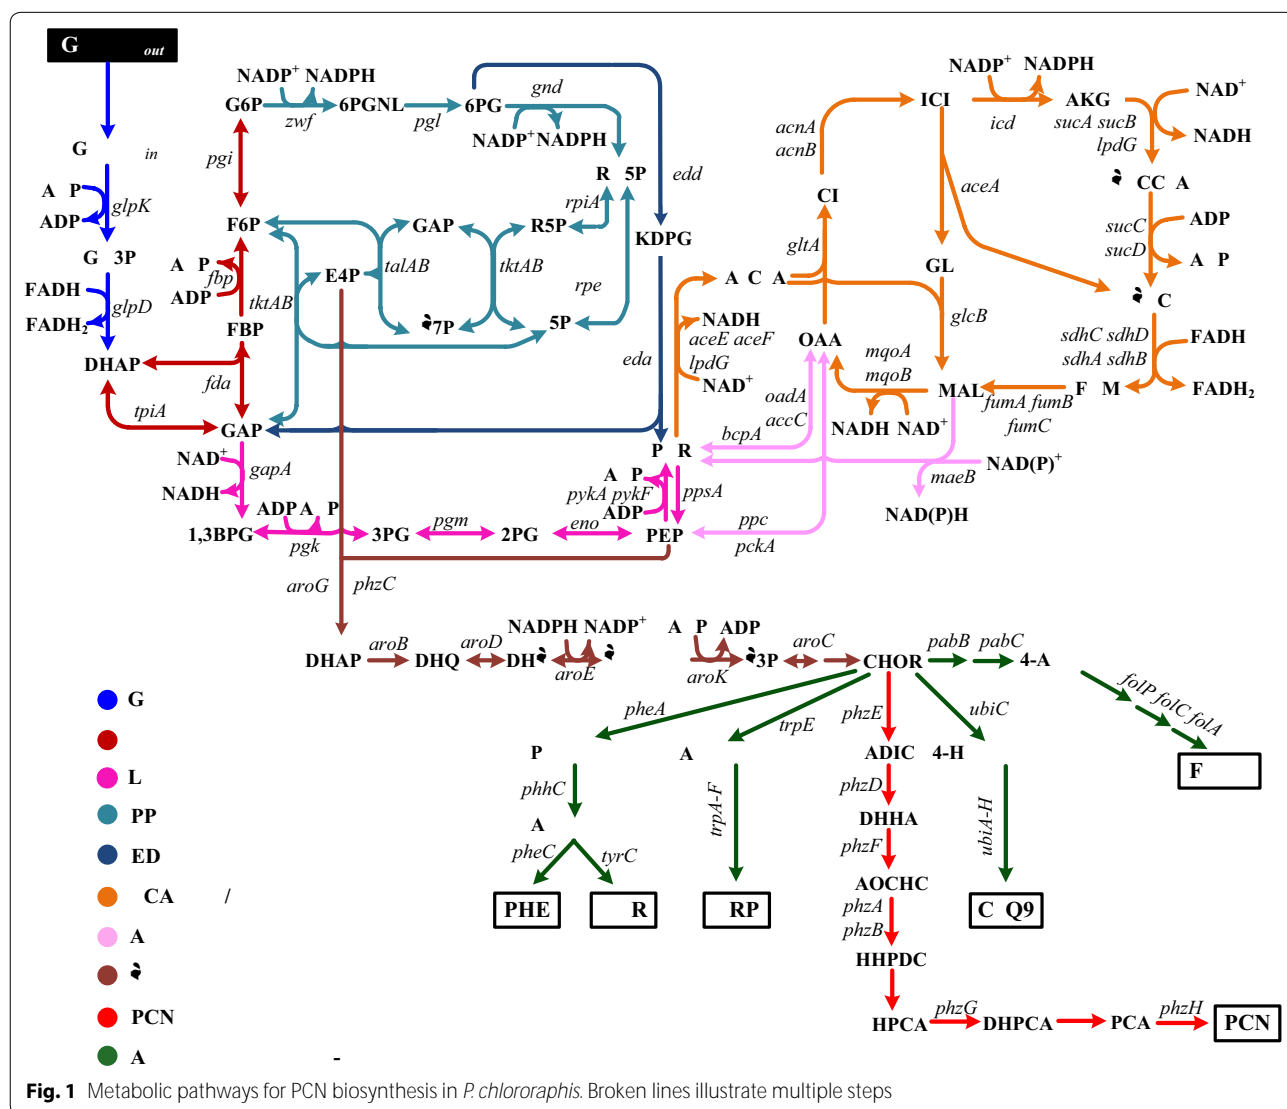 G out
NADP+ NADPH
G6P zwf 6PGNL pgl 6PG gnd
NADP+ NADPH
NADP+ NADPH
ICI icd AKG
sucA sucB
lpdG
NAD+
NADH
acnA
acnB
G in
pgi
R 5P
edd
aceA
CC A
A P
glpK
ADP
F6P
GAP
R5P
rpiA
KDPG
CI
gltA
sucC
sucD
ADP
A P
G 3P
FADH
glpD
FADH2
A P
fbp
ADP
tktAB
E4P
talAB
tktAB
rpe
A C A
GL
C
FBP
7P
5P
NADH
aceE aceF
lpdG
NAD+
OAA
glcB
sdhC sdhD
sdhA sdhB
FADH
FADH2
DHAP
fda
tpiA
GAP
eda
oadA
accC
mqoA
mqoB
MAL
fumA fumB
fumC
F M
NADH NAD+
NAD+
gapA
NADH
P R
bcpA
maeB
NAD(P)+
NAD(P)H
A P
pykA pykF
ADP
ppsA
ADP A P
1,3BPG pgk 3PG pgm 2PG eno PEP
ppc
pckA
aroG phzC
NADPH NADP+
A P ADP
DHAP aroB DHQ aroD DH aroE
aroK 3P aroC CHOR pabB pabC 4-A
folP folC folA
F
pheA
trpE
phzE
ubiC
P
A
ADIC
4-H
phhC
trpA-F
phzD
ubiA-H
A
DHHA
pheC tyrC
phzF
AOCHC
PHE
R
RP
C Q9
phzA
phzB
HHPDC
HPCA phzG DHPCA PCA phzH PCN
G
L
PP
ED
CA /
A
PCN
A -
Fig. 1 Metabolic pathways for PCN biosynthesis in P. chlororaphis. Broken lines illustrate multiple steps